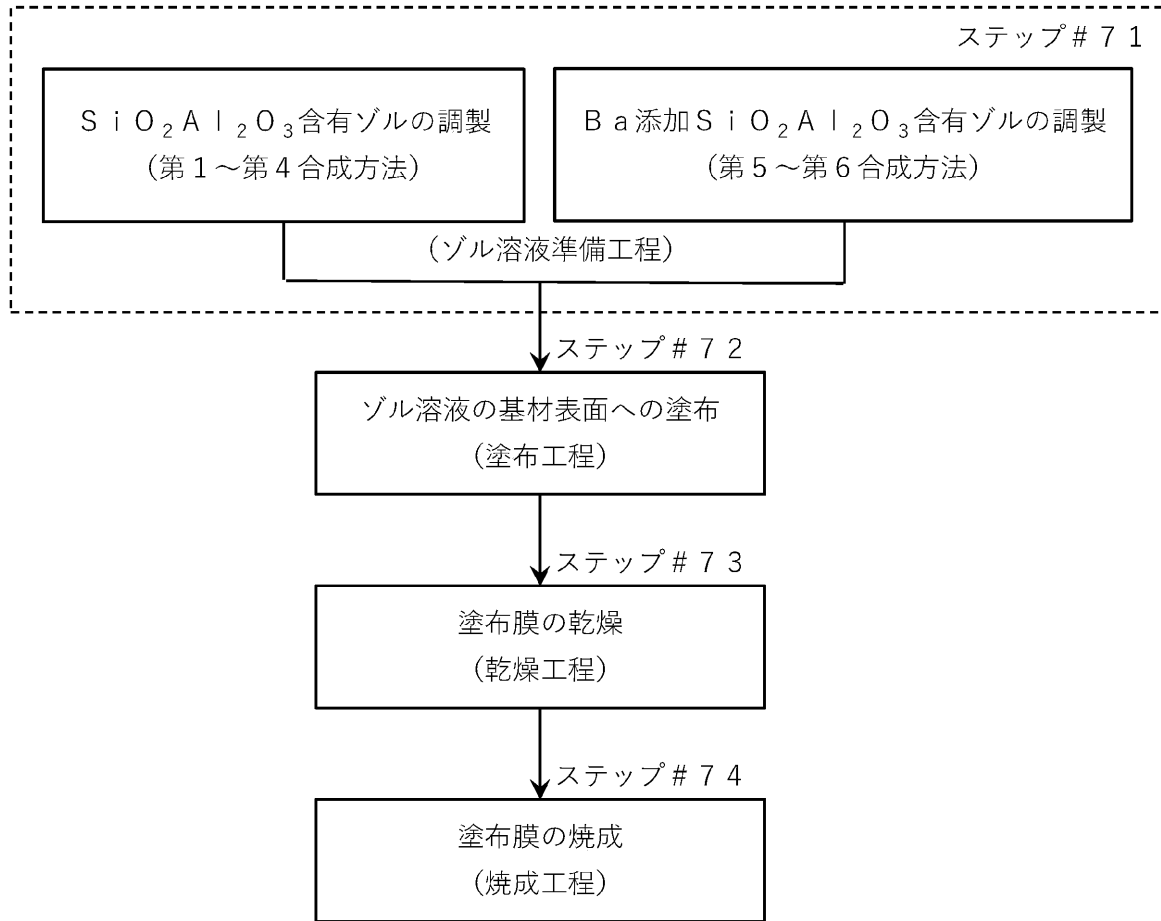 ステップ＃７１
ＳｉＯ₂Ａｌ₂Ｏ₃含有ゾルの調製
（第１～第４合成方法）
Ｂａ添加ＳｉＯ₂Ａｌ₂Ｏ₃含有ゾルの調製
（第５～第６合成方法）
（ゾル溶液準備工程）
ステップ＃７２
ゾル溶液の基材表面への塗布
（塗布工程）
ステップ＃７３
塗布膜の乾燥
（乾燥工程）
ステップ＃７４
塗布膜の焼成
（焼成工程）